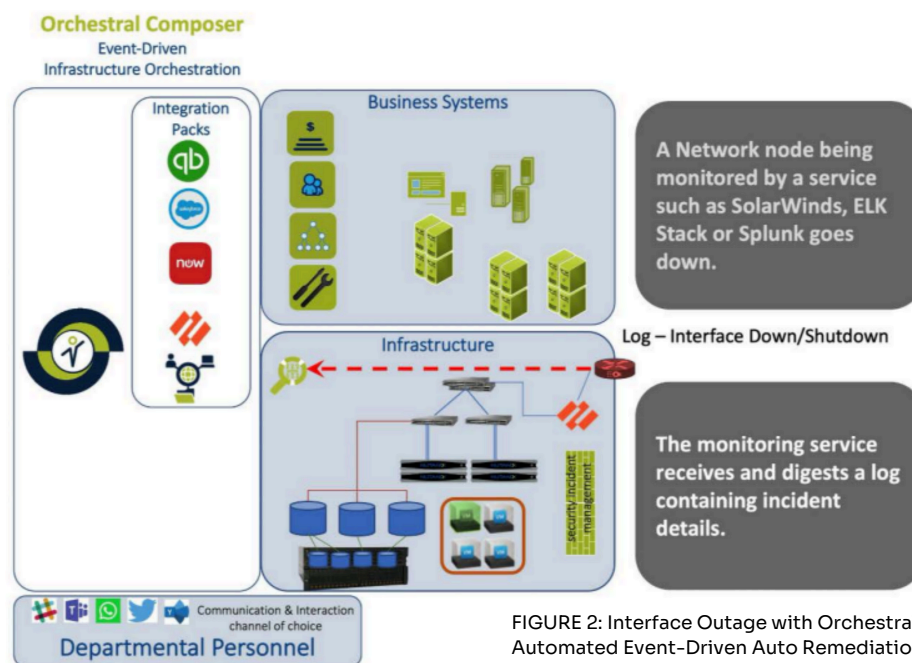 Orchestral Composer
Event-Driven
Infrastructure Orchestration
Integration
Packs
qb
salesforce
now
Business Systems
$
Infrastructure
security incident
management
A Network node being
monitored by a service
such as SolarWinds, ELK
Stack or Splunk goes
down.
Log – Interface Down/Shutdown
The monitoring service
receives and digests a log
containing incident
details.
Communication & Interaction
channel of choice
Departmental Personnel
FIGURE 2: Interface Outage with Orchestra
Automated Event-Driven Auto Remediatio